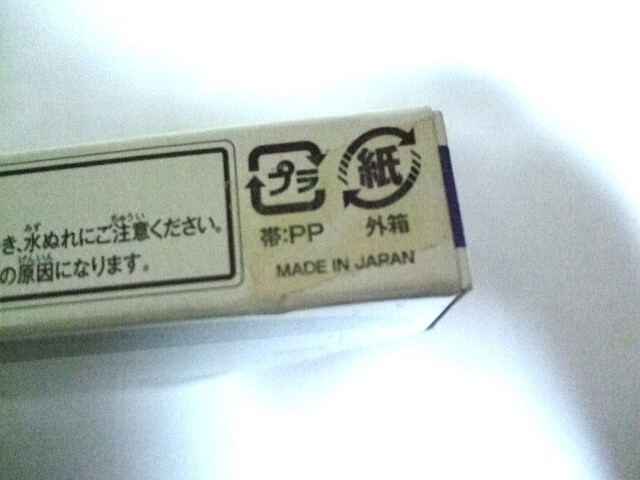 き、水ぬれにご注意ください。
の原因になります。
プラ
帯:PP
紙
外箱
MADE IN JAPAN